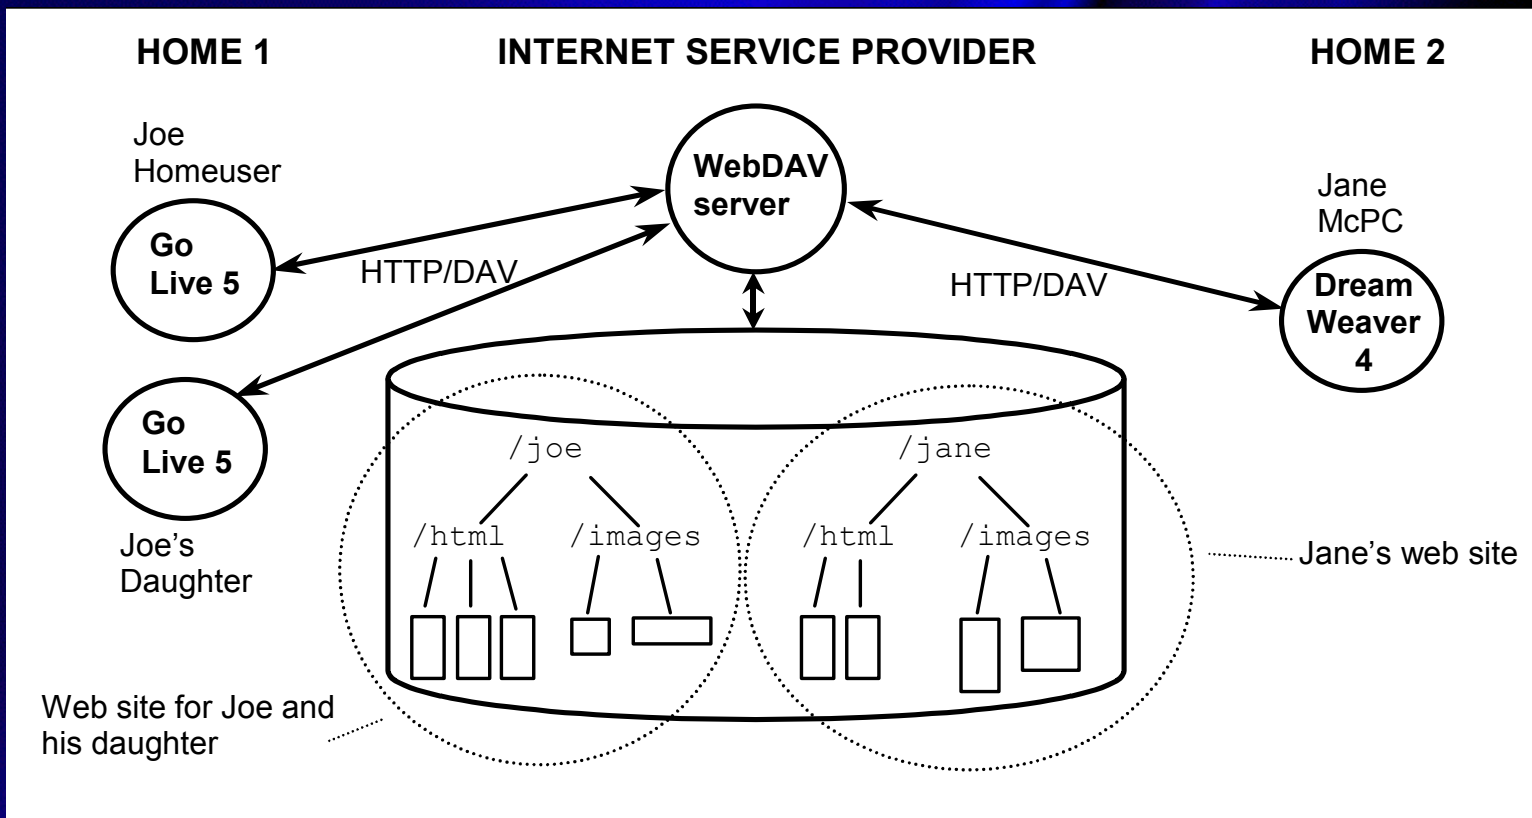 HOME 1
INTERNET SERVICE PROVIDER
HOME 2
Joe
Homeuser
Go
Live 5
HTTP/DAV
WebDAV
server
HTTP/DAV
Jane
McPC
Dream
Weaver
4
Go
Live 5
Joe's
Daughter
/joe
/html
/images
/jane
/html
/images
Jane's web site
Web site for Joe and
his daughter